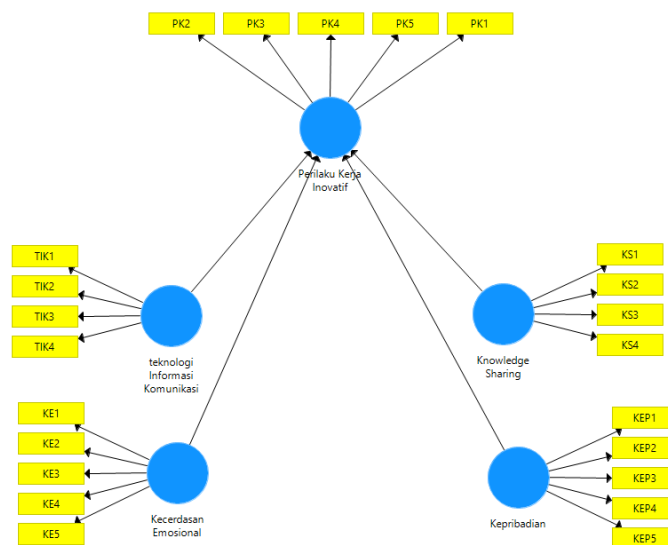 PK2 PK3 PK4 PK5 PK1
Perilaku Kerja
Inovatif
TIK1
TIK2
TIK3
TIK4
teknologi
Informasi
Komunikasi
KS1
KS2
KS3
KS4
Knowledge
Sharing
KE1
KE2
KE3
KE4
KE5
Kecerdasan
Emosional
KEP1
KEP2
KEP3
KEP4
KEP5
Kepribadian